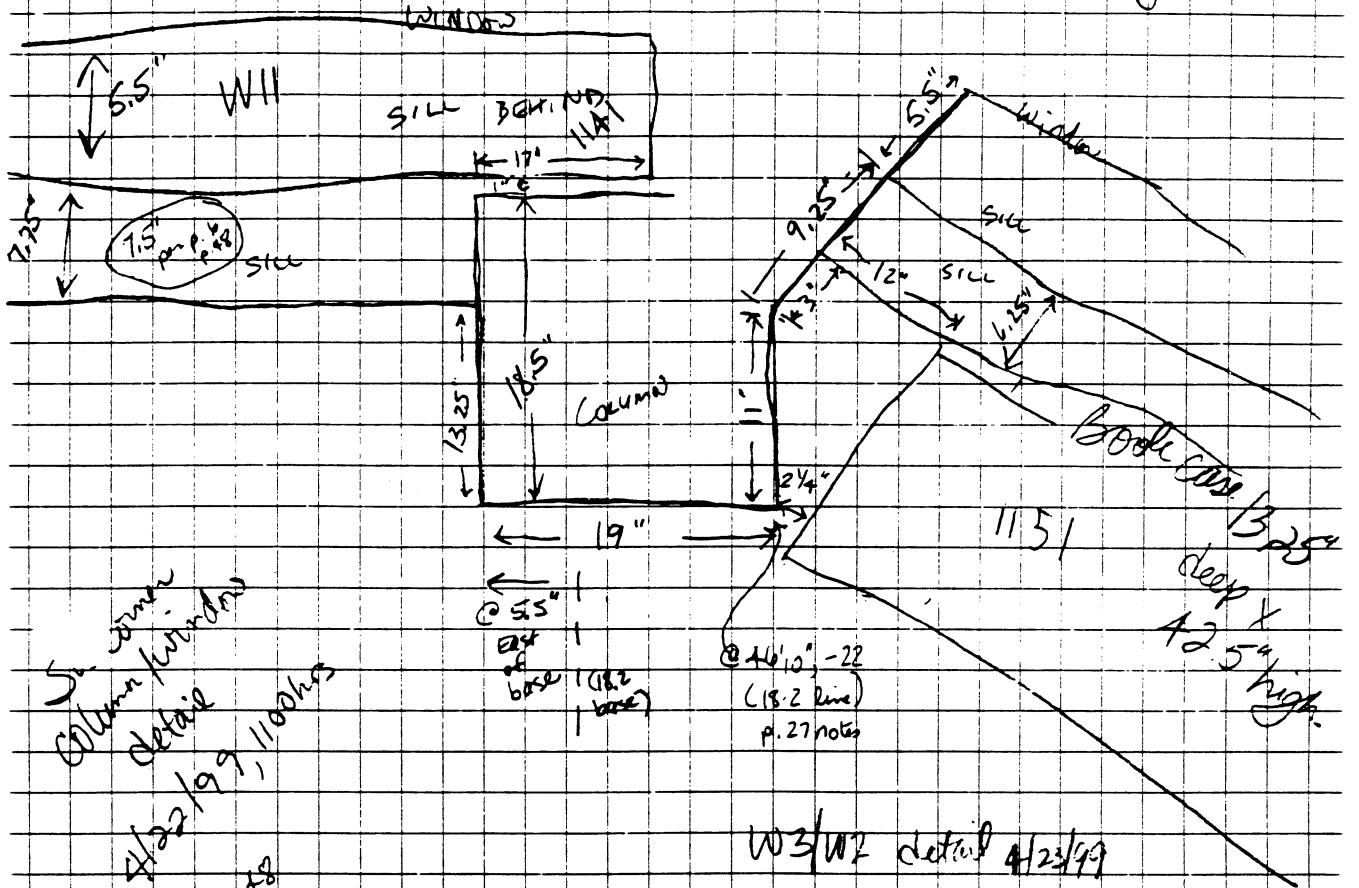 WINDOW
5.5"
W11
SILL BEHIND
1141
17"
1"
7.25"
7.5"
per p.
p. 48
SILL
13.25"
18.5"
COLUMN
19"
11"
2 1/4"
5.5"
9.25"
3"
window
SILL
12" SILL
6.25"
Book case 13.25"
deep x
42.5"
high.
1151
@ 5.5"
East
of
base
(18.2
base)
@ 46'10", -22
(18.2 line)
p. 27 notes
corner
column/window
detail
4/22/99, 1100hrs
48
W3/W2 detail 4/23/99